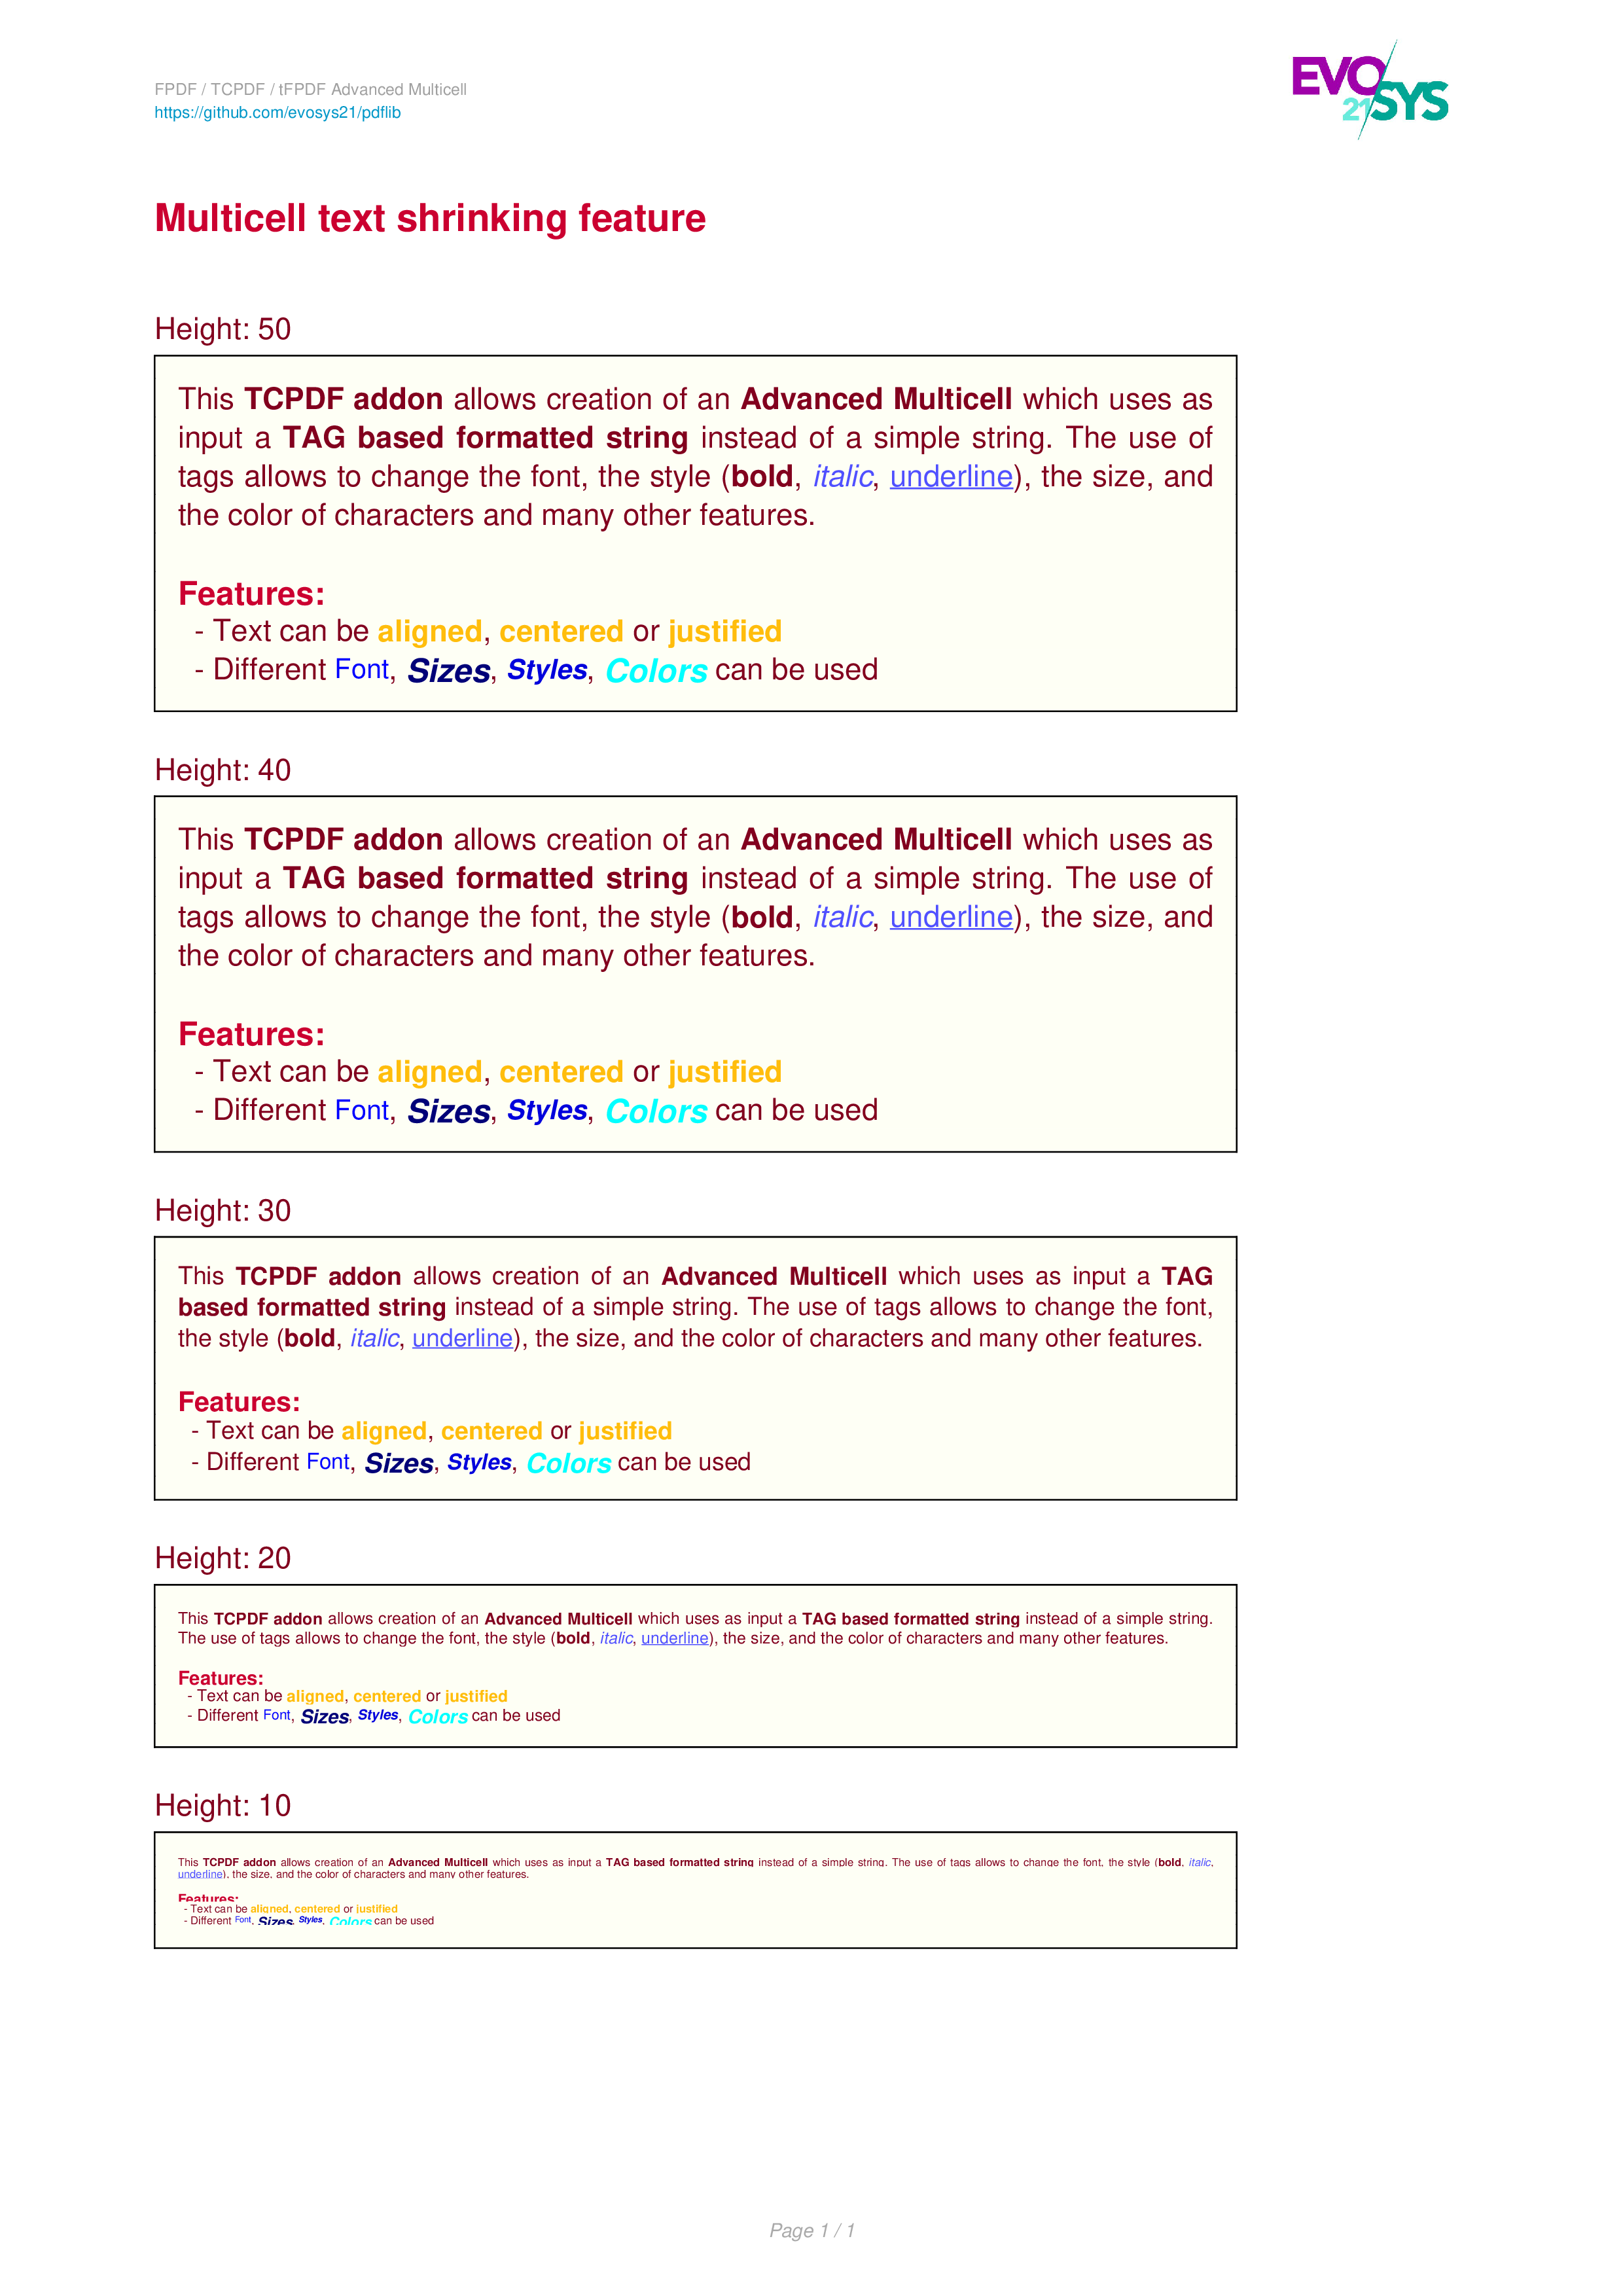 FPDF / TCPDF / tFPDF Advanced Multicell
https://github.com/evosys21/pdflib
EVO
21 SYS
Multicell text shrinking feature
Height: 50
This TCPDF addon allows creation of an Advanced Multicell which uses as
input a TAG based formatted string instead of a simple string. The use of
tags allows to change the font, the style (bold, italic, underline), the size, and
the color of characters and many other features.
Features:
- Text can be aligned, centered or justified
- Different Font, Sizes, Styles, Colors can be used
Height: 40
This TCPDF addon allows creation of an Advanced Multicell which uses as
input a TAG based formatted string instead of a simple string. The use of
tags allows to change the font, the style (bold, italic, underline), the size, and
the color of characters and many other features.
Features:
- Text can be aligned, centered or justified
- Different Font, Sizes, Styles, Colors can be used
Height: 30
This TCPDF addon allows creation of an Advanced Multicell which uses as input a TAG
based formatted string instead of a simple string. The use of tags allows to change the font,
the style (bold, italic, underline), the size, and the color of characters and many other features.
Features:
- Text can be aligned, centered or justified
- Different Font, Sizes, Styles, Colors can be used
Height: 20
This TCPDF addon allows creation of an Advanced Multicell which uses as input a TAG based formatted string instead of a simple string.
The use of tags allows to change the font, the style (bold, italic, underline), the size, and the color of characters and many other features.
Features:
- Text can be aligned, centered or justified
- Different Font, Sizes, Styles, Colors can be used
Height: 10
This TCPDF addon allows creation of an Advanced Multicell which uses as input a TAG based formatted string instead of a simple string. The use of tags allows to change the font, the style (bold, italic,
underline), the size, and the color of characters and many other features.
Features:
- Text can be aligned, centered or justified
- Different Font, Sizes, Styles, Colors can be used
Page 1 / 1